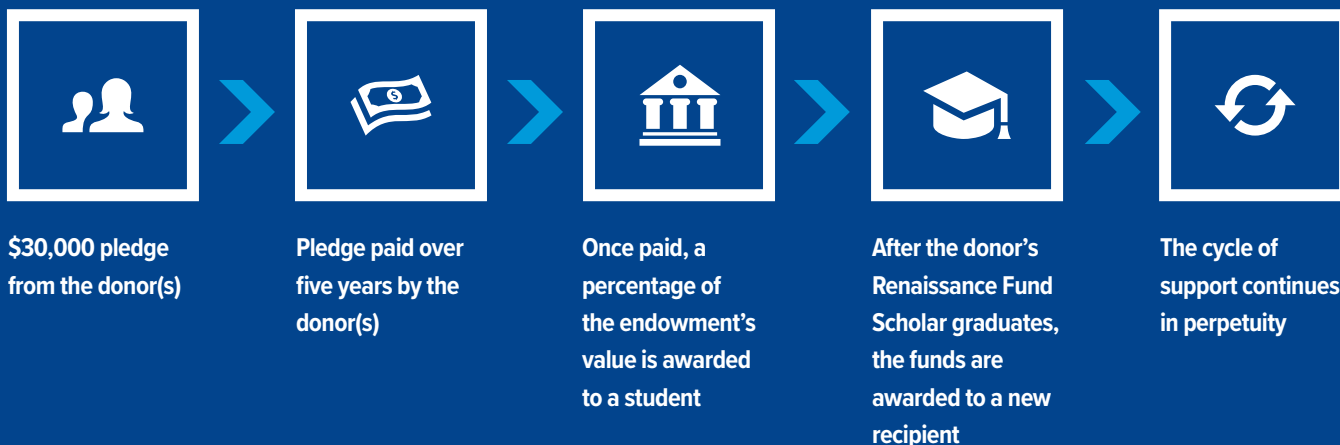 $30,000 pledge
from the donor(s)
Pledge paid over
five years by the
donor(s)
Once paid, a
percentage of
the endowment’s
value is awarded
to a student
After the donor’s
Renaissance Fund
Scholar graduates,
the funds are
awarded to a new
recipient
The cycle of
support continues
in perpetuity
$